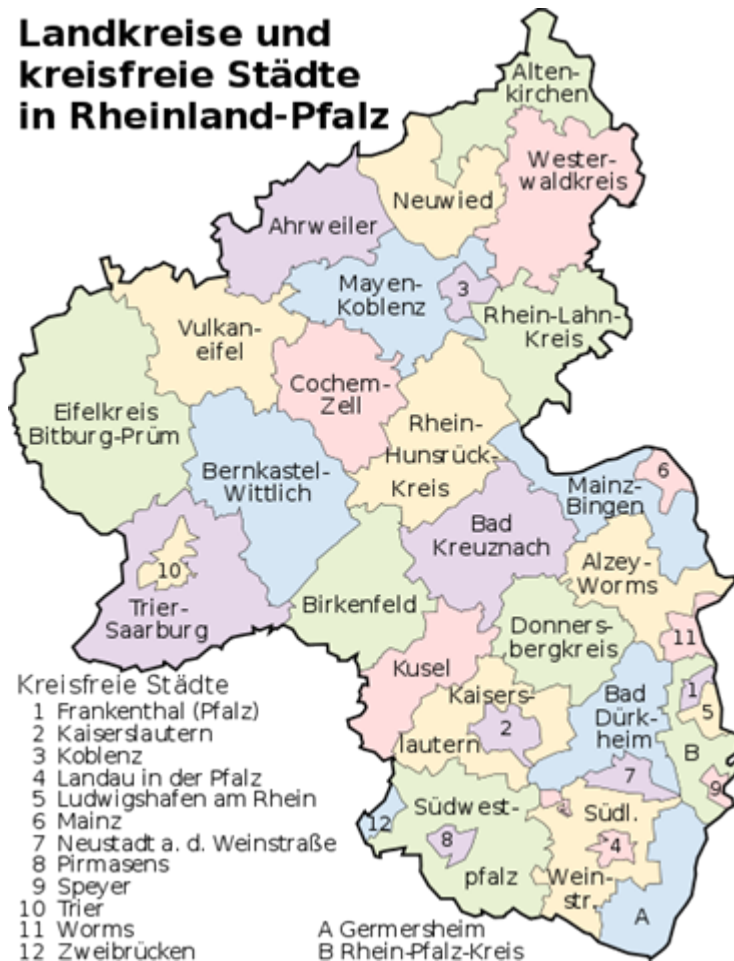 Landkreise und
kreisfreie Städte
in Rheinland-Pfalz
Alten-
kirchen
Wester-
waldkreis
Neuwied
Ahrweiler
Mayen-
Koblenz
3
Rhein-Lahn-
Kreis
Vulkan-
eifel
Cochem-
Zell
Eifelkreis
Bitburg-Prüm
Rhein-
Hunsrück-
Kreis
Bernkastel-
Wittlich
6
Mainz-
Bingen
Bad
Kreuznach
Alzey-
Worms
10
Trier-
Saarburg
Birkenfeld
Donners-
bergkreis
11
Kusel
Kaisers-
lautern
2
Bad
Dürk-
heim
1
5
B
7
9
12
Südwest-
pfalz
8
Südl.
Wein-
str.
4
A
Kreisfreie Städte
1 Frankenthal (Pfalz)
2 Kaiserslautern
3 Koblenz
4 Landau in der Pfalz
5 Ludwigshafen am Rhein
6 Mainz
7 Neustadt a. d. Weinstraße
8 Pirmasens
9 Speyer
10 Trier
11 Worms
12 Zweibrücken
A Germersheim
B Rhein-Pfalz-Kreis